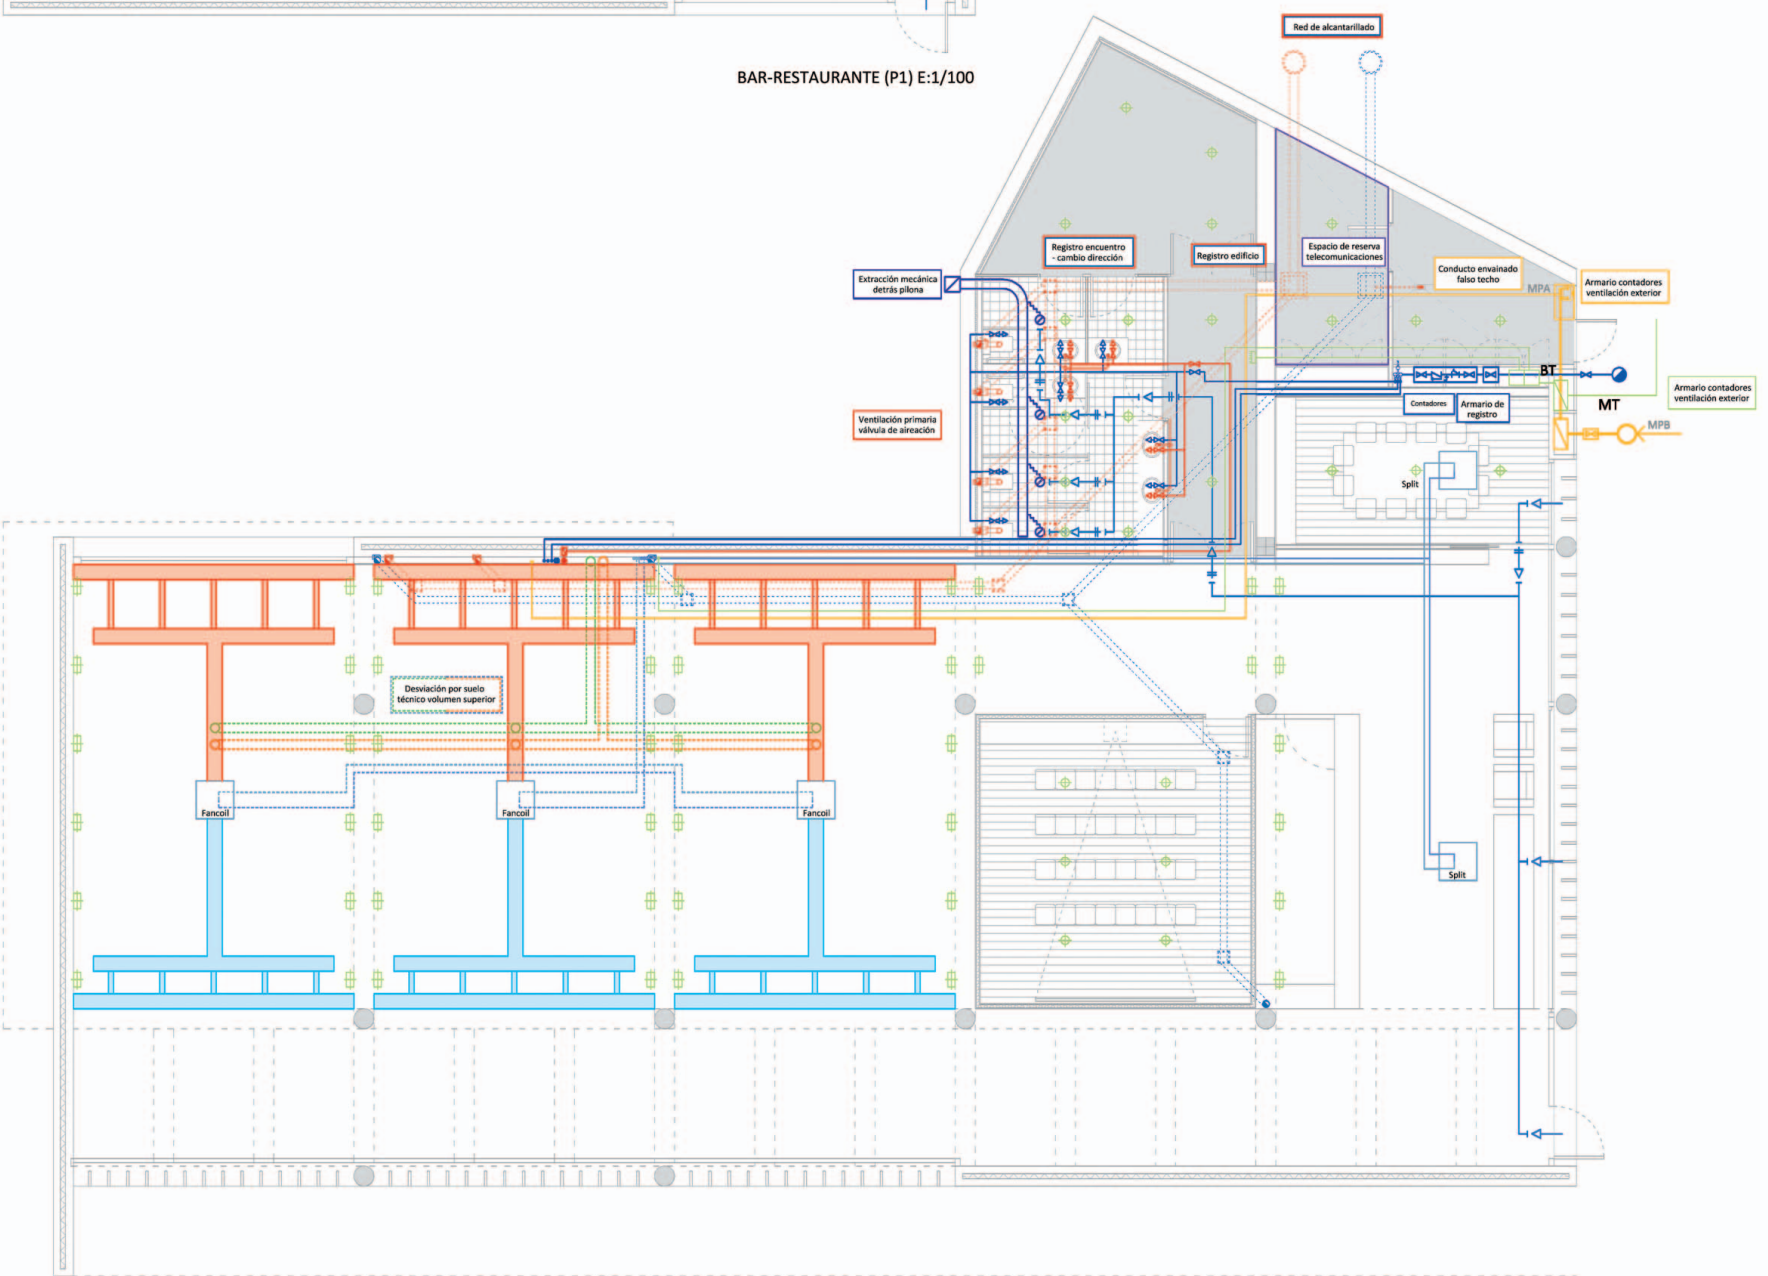 Red de alcantarillado
BAR-RESTAURANTE (P1) E:1/100
Registro encuentro
- cambio dirección
Registro edificio
Espacio de reserva
telecomunicaciones
Conducto envainado
falso techo
MPA
Armario contadores
ventilación exterior
Extracción mecánica
detrás pilona
BT
Contadores
Armario de
registro
MT
Armario contadores
ventilación exterior
Ventilación primaria
válvula de aireación
MPB
Split
Desviación por suelo
técnico volumen superior
Fancoil
Fancoil
Fancoil
Split